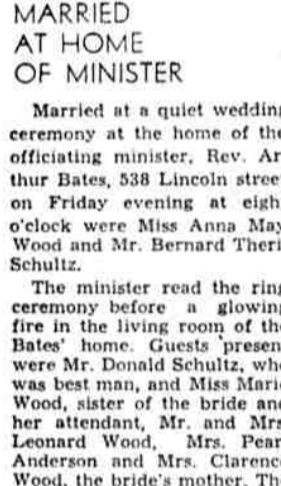 MARRIED
AT HOME
OF MINISTER
Married at a quiet wedding
ceremony at the home of the
officiating minister, Rev. Ar
thur Bates, 538 Lincoln street
on Friday evening at eight
o'clock were Miss Anna May
Wood and Mr. Bernard Theri
Schultz.
The minister read the ring
ceremony before a glowing
fire in the living room of the
Bates' home. Guests present
were Mr. Donald Schultz, who
was best man, and Miss Mari
Wood, sister of the bride and
her attendant, Mr. and Mrs
Leonard Wood, Mrs. Pear
Anderson and Mrs. Clarence
Wood, the bride's mother. The